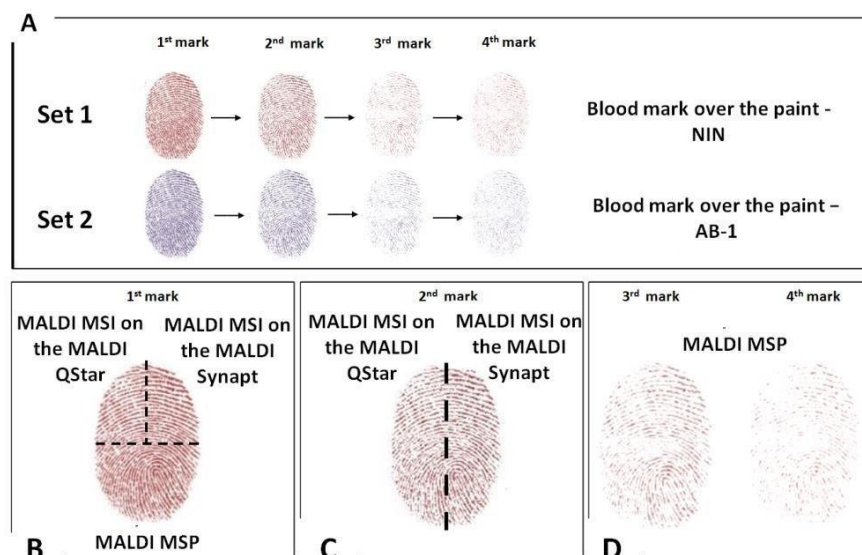 A
1st mark 2nd mark 3rd mark 4th mark
Set 1
Blood mark over the paint -
NIN
Set 2
Blood mark over the paint –
AB-1
1st mark
MALDI MSI on
the MALDI
QStar
MALDI MSI on
the MALDI
Synapt
B
MALDI MSP
2nd mark
MALDI MSI on
the MALDI
QStar
MALDI MSI on
the MALDI
Synapt
C
3rd mark 4th mark
MALDI MSP
D